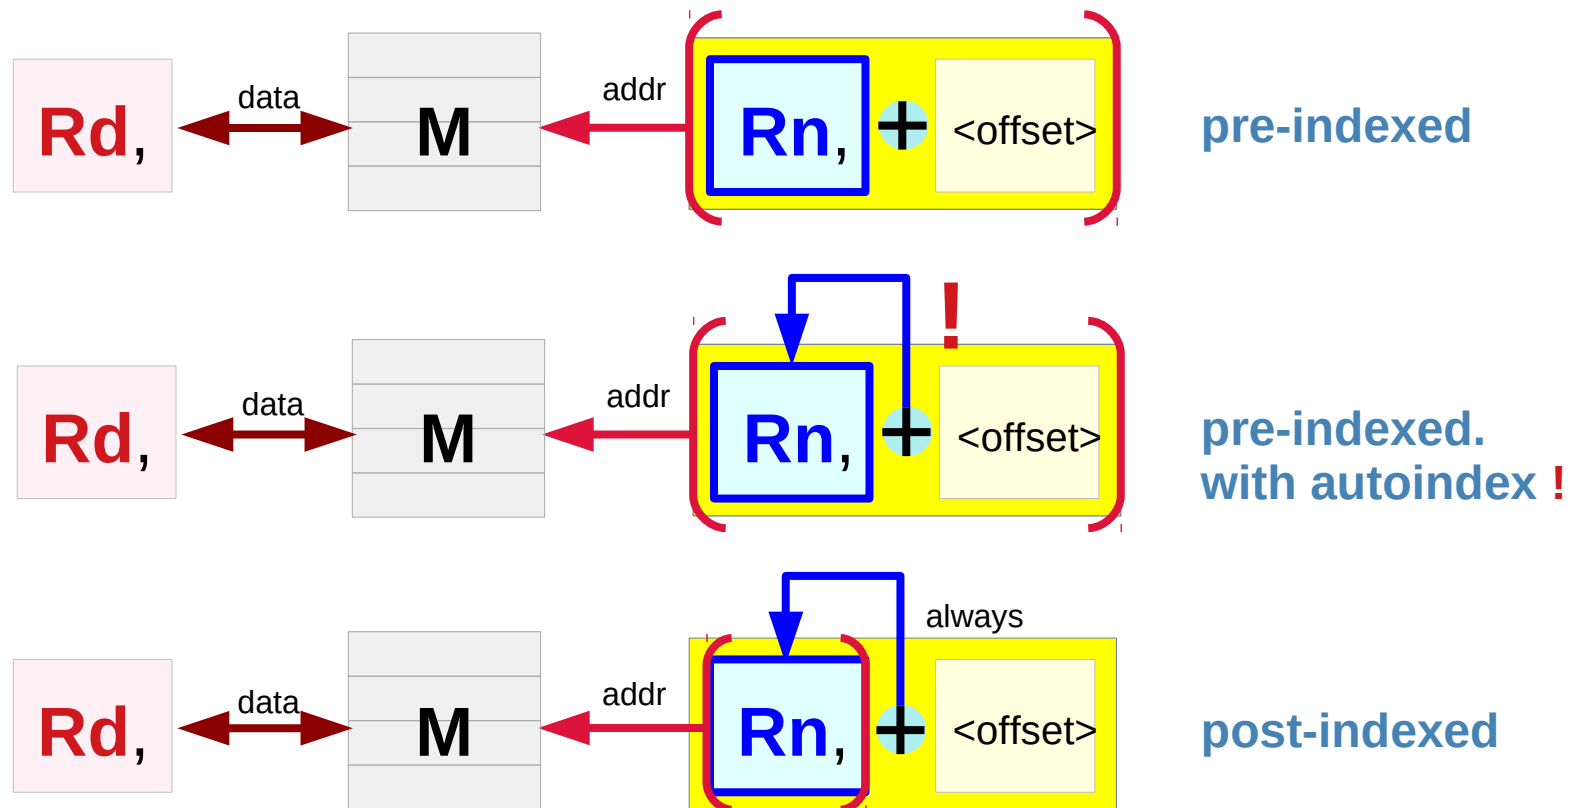 Rd,
data
M
addr
Rn,
+
<offset>
pre-indexed
!
Rd,
data
M
addr
Rn,
+
<offset>
pre-indexed.
with autoindex !
always
Rd,
data
M
addr
Rn,
+
<offset>
post-indexed